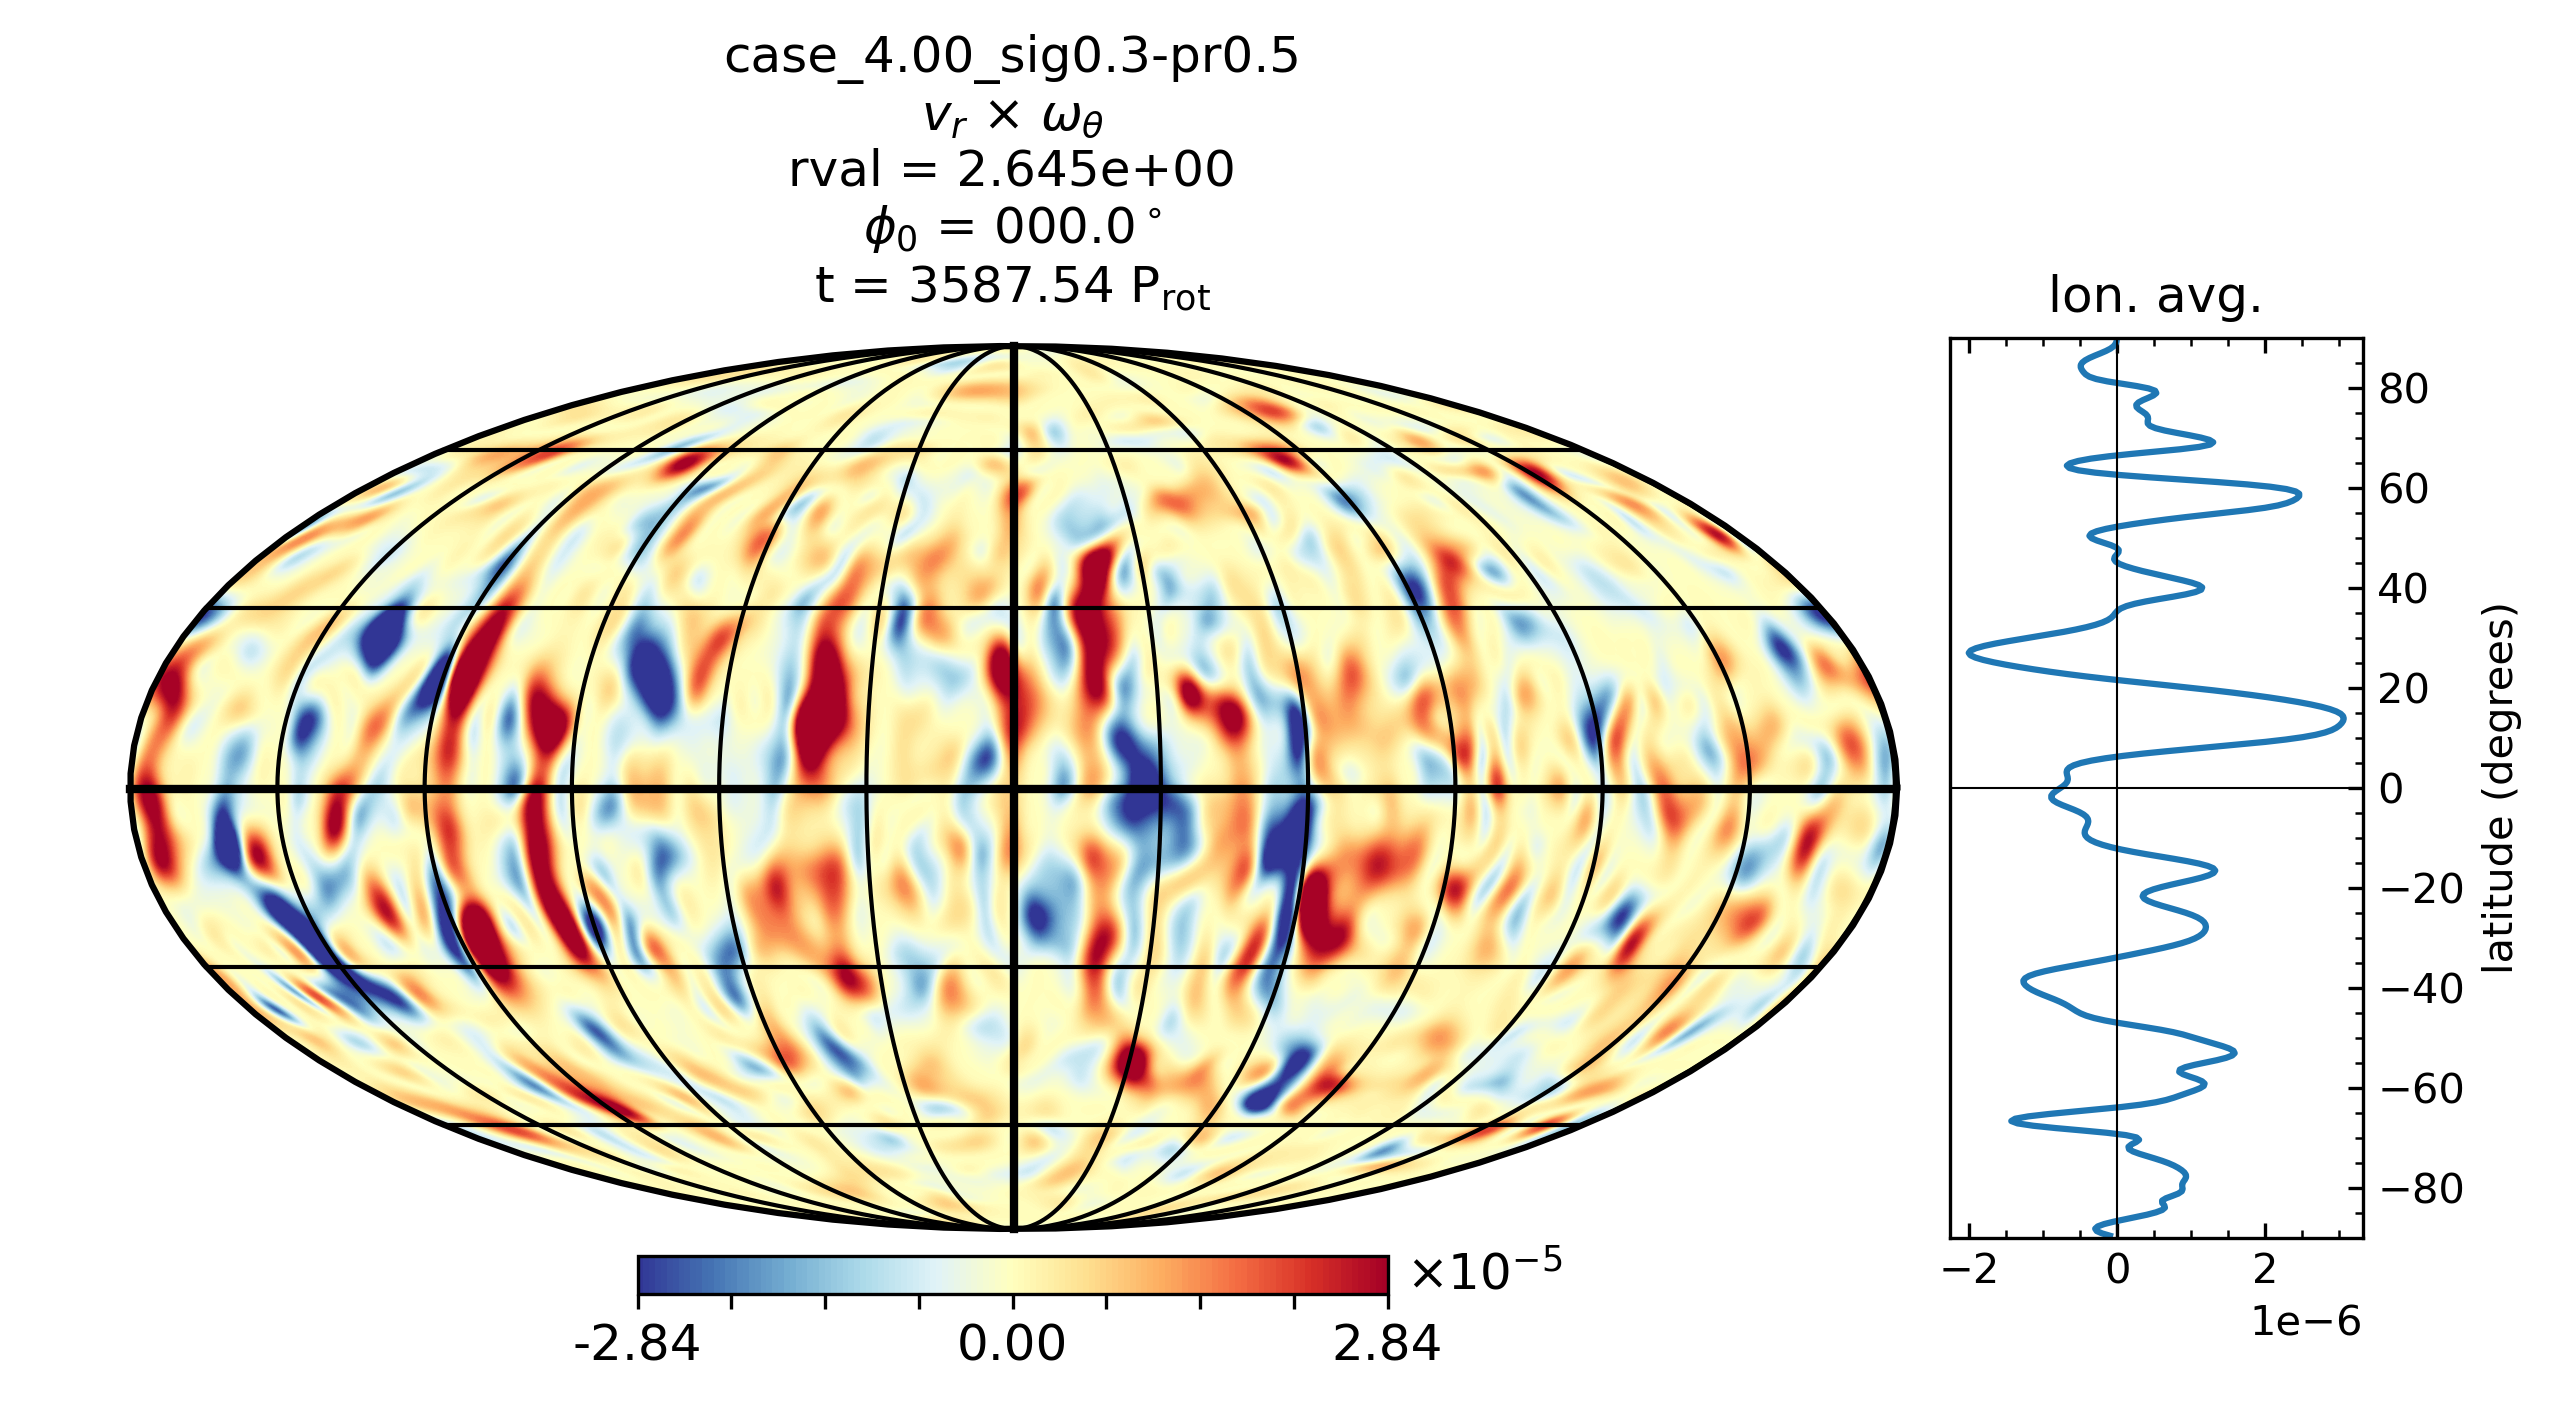 case_4.00_sig0.3-pr0.5
v_r × ω_θ
rval = 2.645e+00
ϕ_0 = 000.0°
t = 3587.54 P_rot
lon. avg.
80
60
40
20
0
−20
−40
−60
−80
latitude (degrees)
−2 0 2
1e−6
×10^−5
-2.84 0.00 2.84